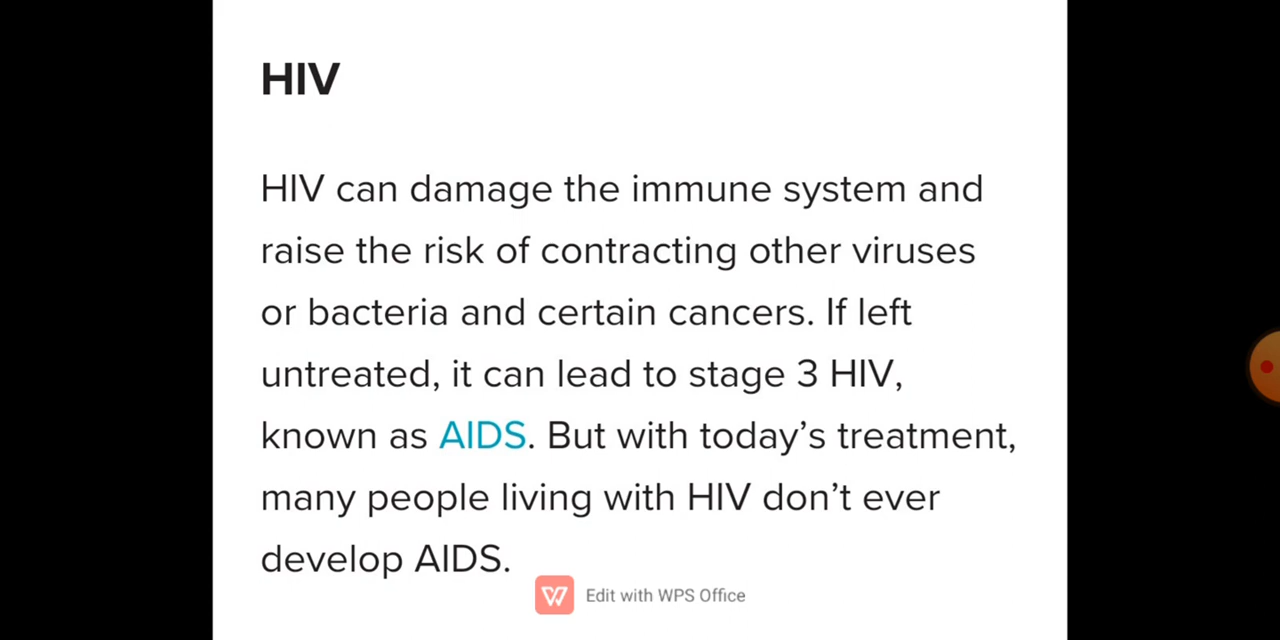 HIV
HIV can damage the immune system and
raise the risk of contracting other viruses
or bacteria and certain cancers. If left
untreated, it can lead to stage 3 HIV,
known as AIDS. But with today’s treatment,
many people living with HIV don’t ever
develop AIDS.
Edit with WPS Office